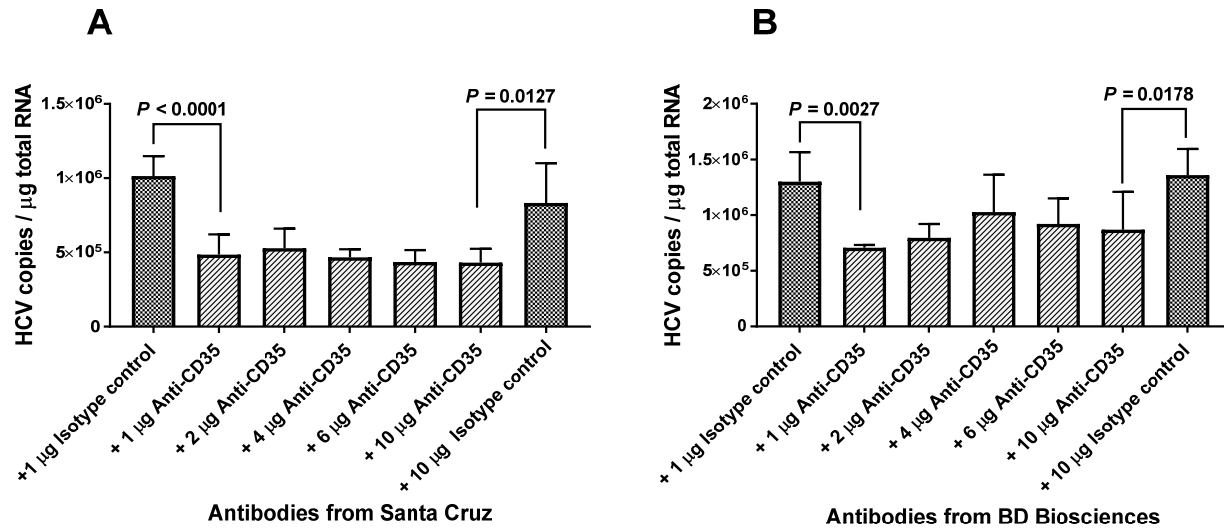 A
HCV copies / μg total RNA
1.5×10⁶
1×10⁶
5×10⁵
0
P < 0.0001
P = 0.0127
+1 μg Isotype control
+ 1 μg Anti-CD35
+ 2 μg Anti-CD35
+ 4 μg Anti-CD35
+ 6 μg Anti-CD35
+ 10 μg Anti-CD35
+ 10 μg Isotype control
Antibodies from Santa Cruz
B
HCV copies / μg total RNA
2×10⁶
1.5×10⁶
1×10⁶
5×10⁵
0
P = 0.0027
P = 0.0178
+1 μg Isotype control
+ 1 μg Anti-CD35
+ 2 μg Anti-CD35
+ 4 μg Anti-CD35
+ 6 μg Anti-CD35
+ 10 μg Anti-CD35
+ 10 μg Isotype control
Antibodies from BD Biosciences